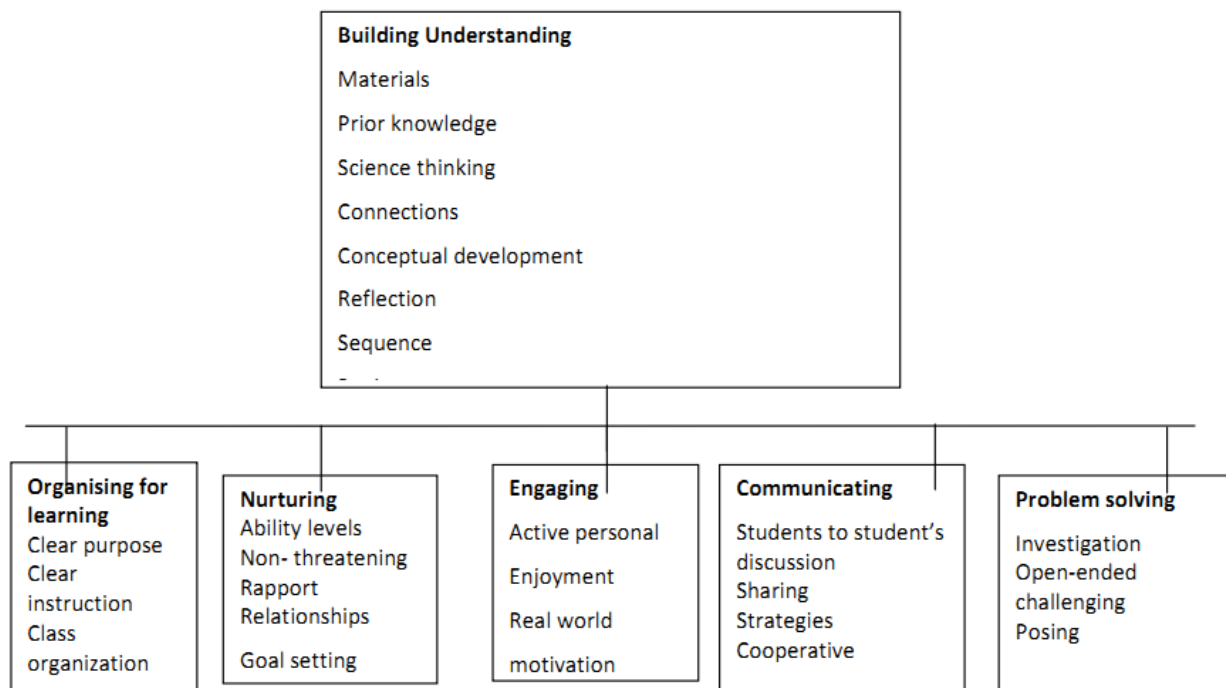 Building Understanding
Materials
Prior knowledge
Science thinking
Connections
Conceptual development
Reflection
Sequence
Organising for
learning
Clear purpose
Clear
instruction
Class
organization
Nurturing
Ability levels
Non- threatening
Rapport
Relationships
Goal setting
Engaging
Active personal
Enjoyment
Real world
motivation
Communicating
Students to student’s
discussion
Sharing
Strategies
Cooperative
Problem solving
Investigation
Open-ended
challenging
Posing